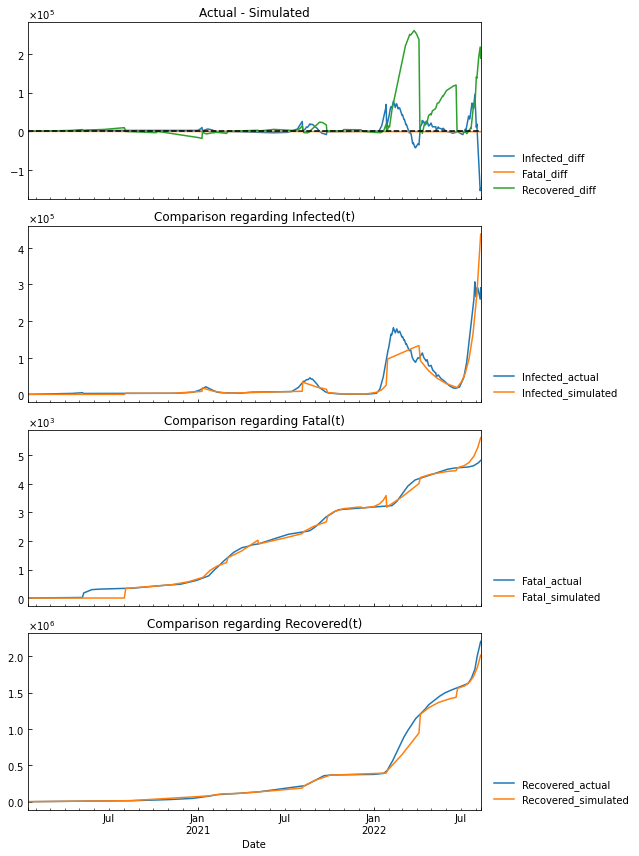 Actual - Simulated
×10⁵
2
1
0
−1
Infected_diff
Fatal_diff
Recovered_diff
Comparison regarding Infected(t)
×10⁵
4
3
2
1
0
Infected_actual
Infected_simulated
Comparison regarding Fatal(t)
×10³
5
4
3
2
1
0
Fatal_actual
Fatal_simulated
Comparison regarding Recovered(t)
×10⁶
2.0
1.5
1.0
0.5
0.0
Recovered_actual
Recovered_simulated
Jul Jan Jul Jan Jul
2021 2022
Date